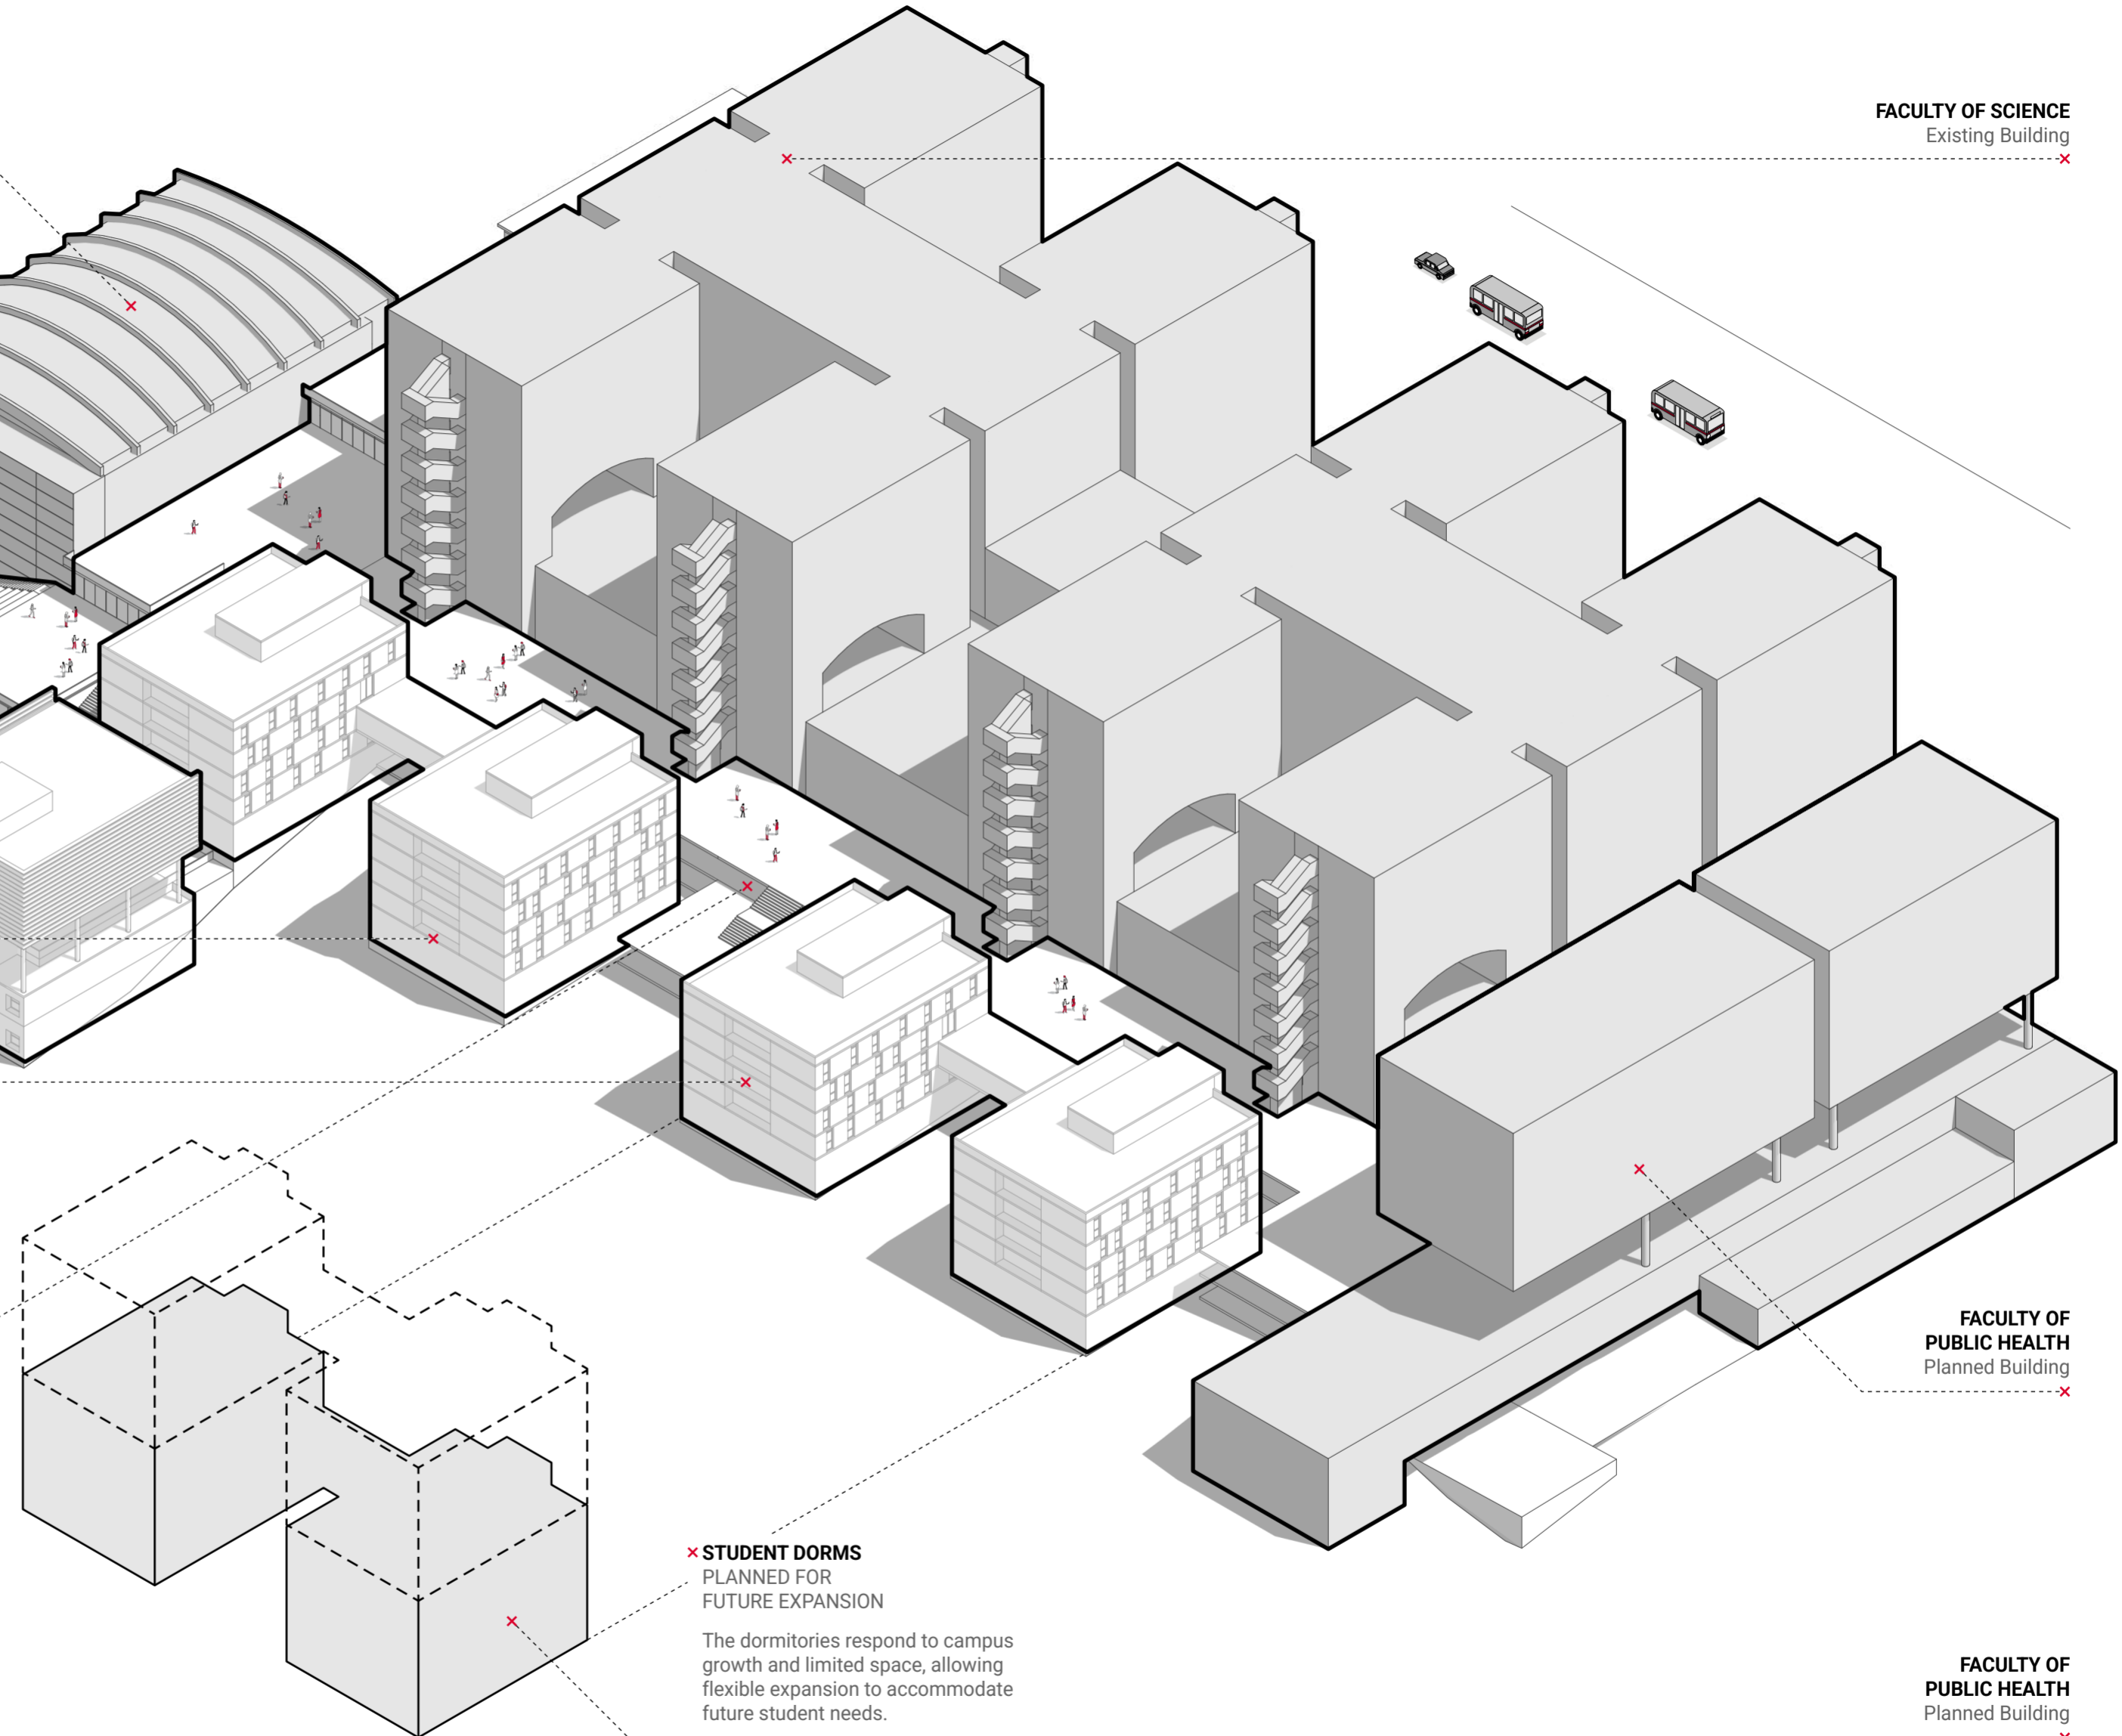 FACULTY OF SCIENCE
Existing Building
FACULTY OF
PUBLIC HEALTH
Planned Building
STUDENT DORMS
PLANNED FOR
FUTURE EXPANSION
The dormitories respond to campus
growth and limited space, allowing
flexible expansion to accommodate
future student needs.
FACULTY OF
PUBLIC HEALTH
Planned Building